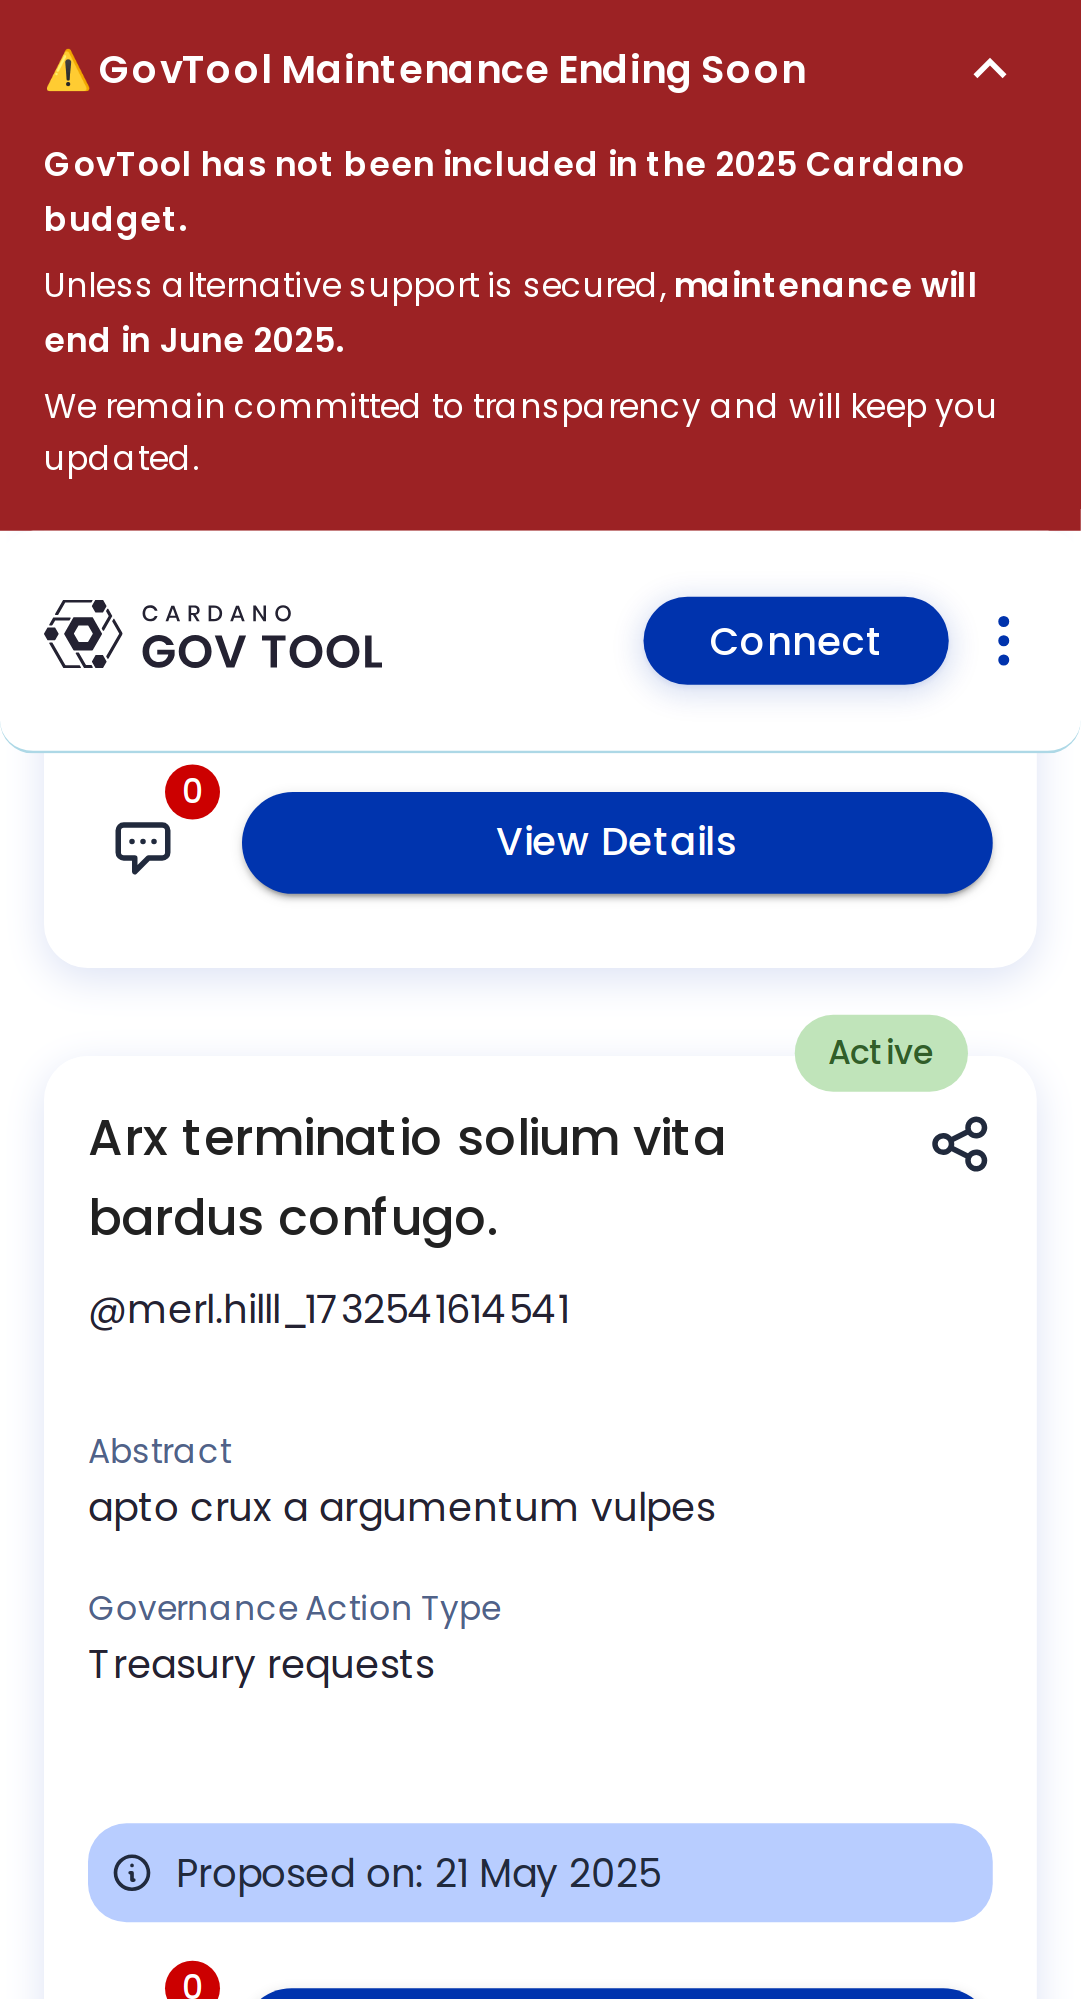 ⚠️ GovTool Maintenance Ending Soon
GovTool has not been included in the 2025 Cardano
budget.
Unless alternative support is secured, maintenance will
end in June 2025.
We remain committed to transparency and will keep you
updated.
CARDANO
GOV TOOL
Connect
0
View Details
Active
Arx terminatio solium vita
bardus confugo.
@merl.hilll_1732541614541
Abstract
apto crux a argumentum vulpes
Governance Action Type
Treasury requests
Proposed on: 21 May 2025
0